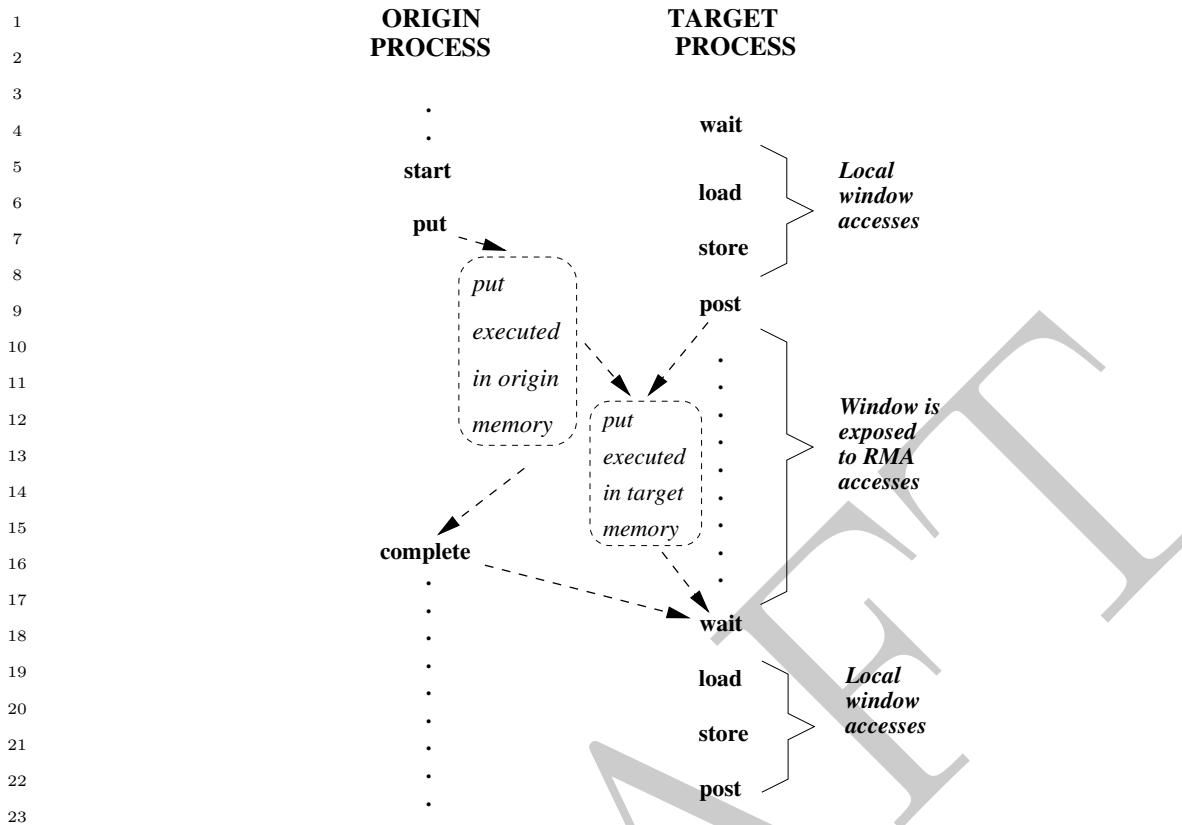 1
ORIGIN TARGET
PROCESS PROCESS
2
3
4
wait
5
start
Local
window
accesses
6
load
put
7
store
8
put
9
post
executed
10
in origin
11
memory
12
put
Window is
exposed
to RMA
accesses
13
executed
14
in target
15
memory
complete
16
17
wait
18
19
load
Local
window
accesses
20
21
store
22
post
23
AFT